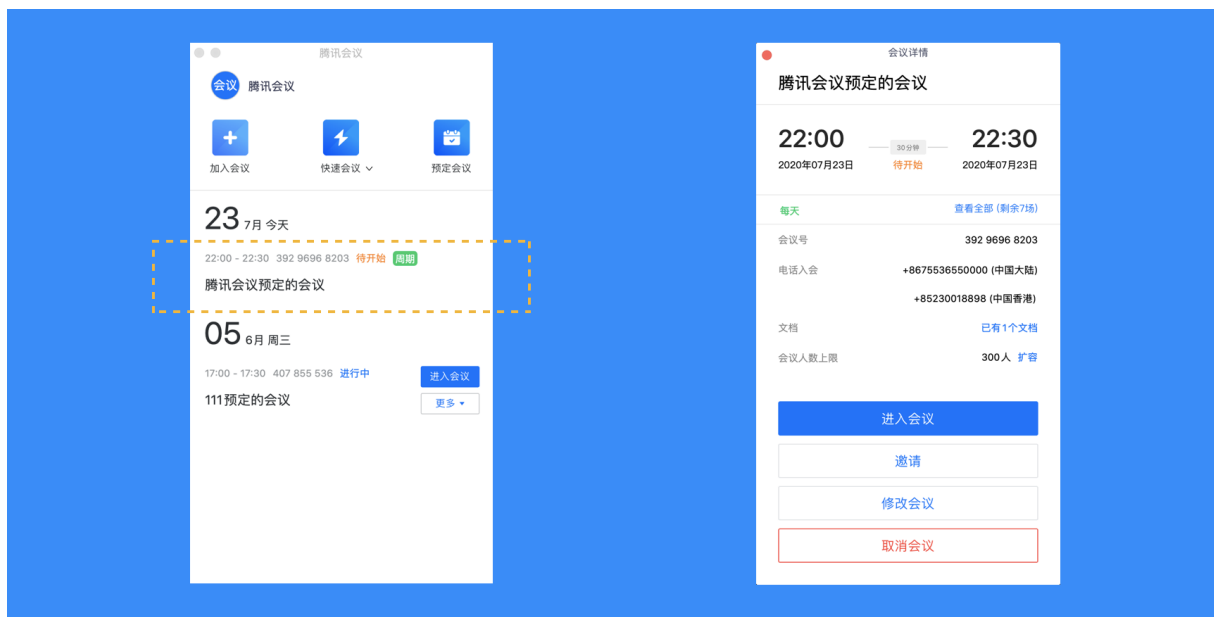 腾讯会议
会议 腾讯会议
加入会议 快速会议 预定会议
23 7月 今天
22:00 - 22:30 392 9696 8203 待开始 周期
腾讯会议预定的会议
05 6月 周三
17:00 - 17:30 407 855 536 进行中 进入会议
111预定的会议 更多
会议详情
腾讯会议预定的会议
22:00 30分钟 22:30
2020年07月23日 待开始 2020年07月23日
每天 查看全部 (剩余7场)
会议号 392 9696 8203
电话入会 +8675536550000 (中国大陆)
+85230018898 (中国香港)
文档 已有1个文档
会议人数上限 300人 扩容
进入会议
邀请
修改会议
取消会议